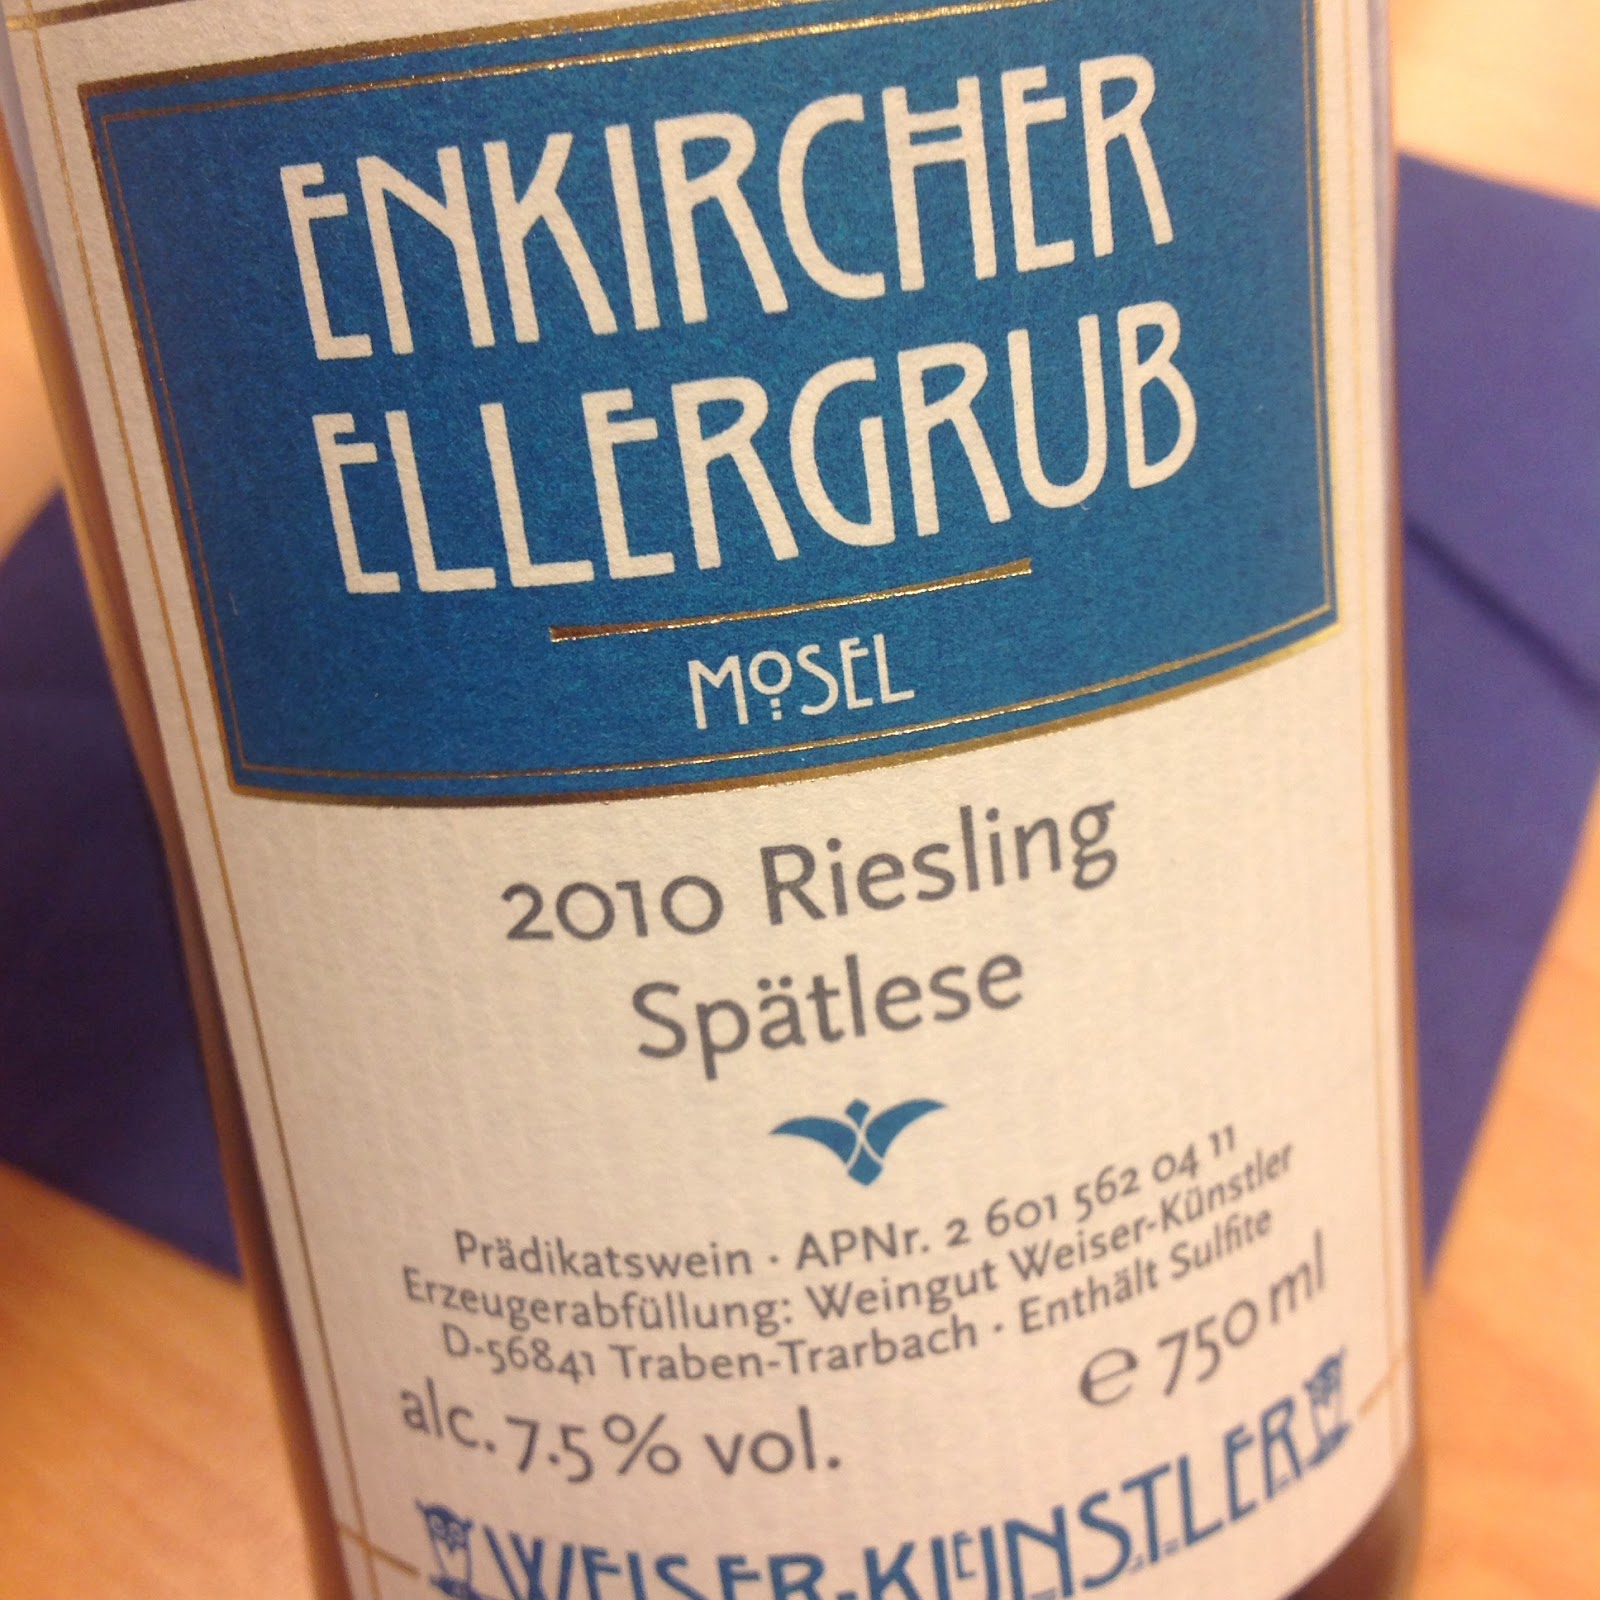 ENKIRCHER
ELLERGRUB
MOSEL
2010 Riesling
Spätlese
Prädikatswein · APNr. 2 601 562 04 11
Erzeugerabfüllung: Weingut Weiser-Künstler
D-56841 Traben-Trarbach · Enthält Sulfite
alc. 7.5 % vol. e 750 ml
WEISER-KÜNSTLER